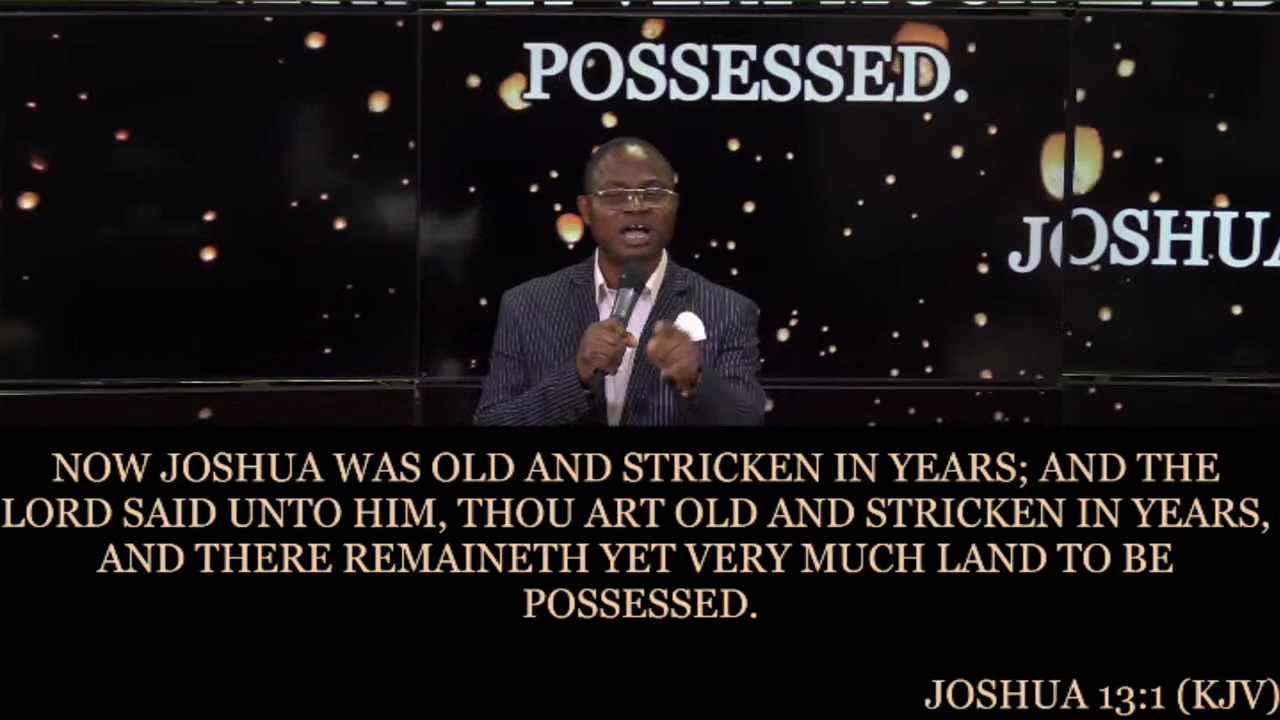 POSSESSED.
JOSHUA
NOW JOSHUA WAS OLD AND STRICKEN IN YEARS; AND THE
LORD SAID UNTO HIM, THOU ART OLD AND STRICKEN IN YEARS,
AND THERE REMAINETH YET VERY MUCH LAND TO BE
POSSESSED.
JOSHUA 13:1 (KJV)